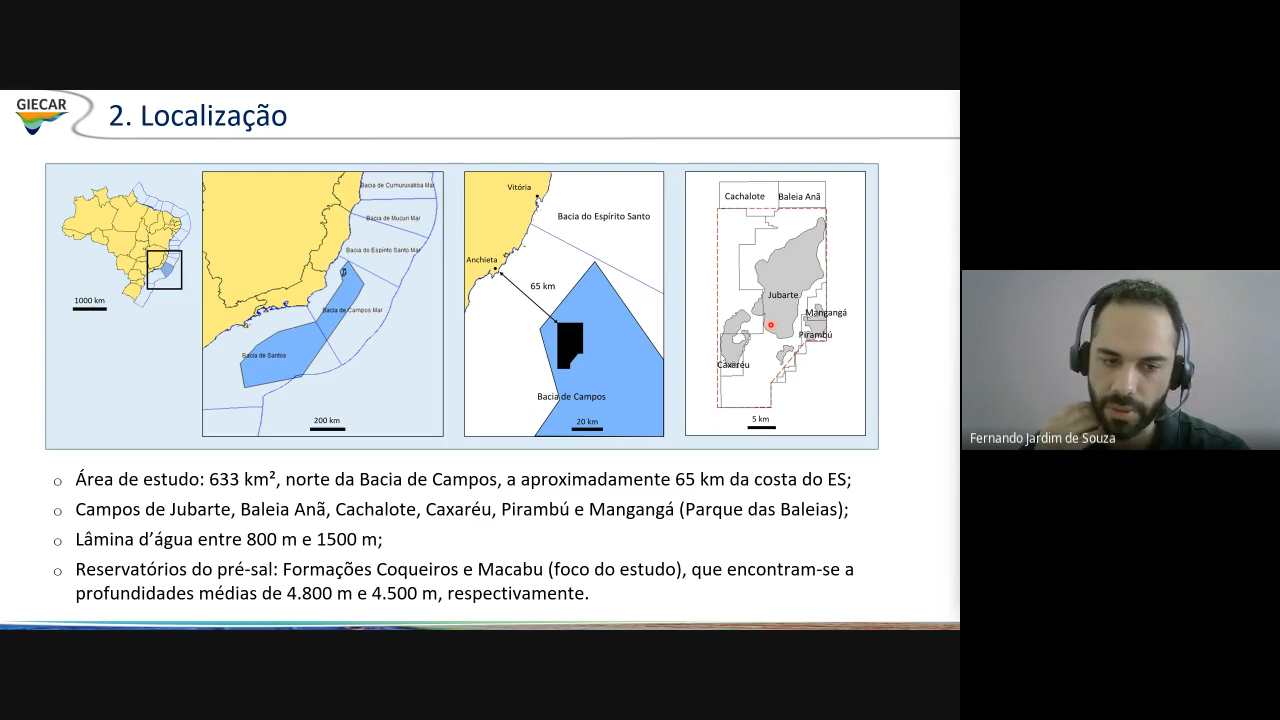 GIECAR
2. Localização
1000 km
Bacia de Cumuruxatiba Mar
Bacia de Mucuri Mar
Bacia do Espírito Santo Mar
Bacia de Campos Mar
Bacia de Santos
200 km
Vitória
Bacia do Espírito Santo
Anchieta
65 km
Bacia de Campos
20 km
Cachalote
Baleia Anã
Jubarte
Mangangá
Pirambú
Caxaréu
5 km
Área de estudo: 633 km², norte da Bacia de Campos, a aproximadamente 65 km da costa do ES;
Campos de Jubarte, Baleia Anã, Cachalote, Caxaréu, Pirambú e Mangangá (Parque das Baleias);
Lâmina d’água entre 800 m e 1500 m;
Reservatórios do pré-sal: Formações Coqueiros e Macabu (foco do estudo), que encontram-se a
profundidades médias de 4.800 m e 4.500 m, respectivamente.
Fernando Jardim de Souza